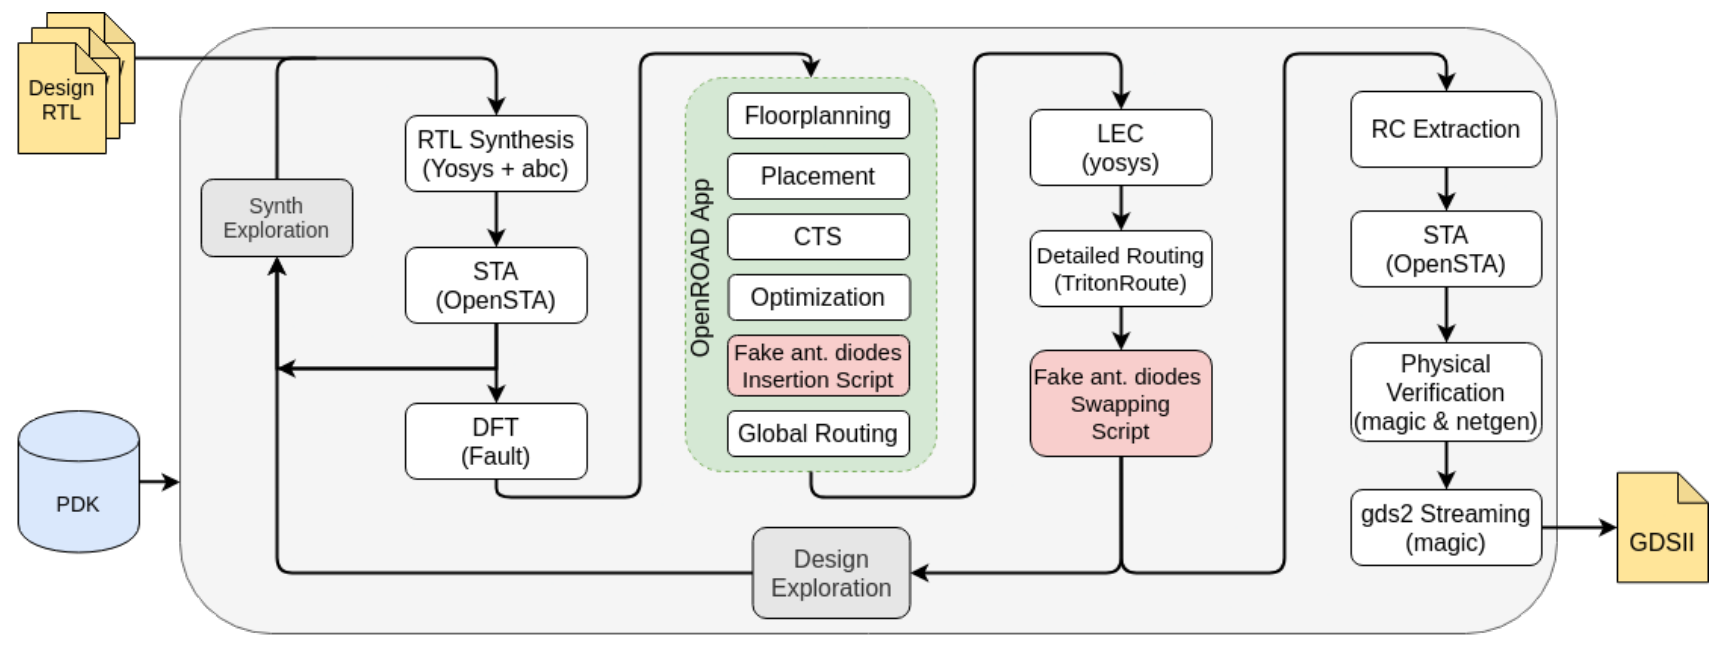 Design
RTL
PDK
Synth
Exploration
RTL Synthesis
(Yosys + abc)
STA
(OpenSTA)
DFT
(Fault)
OpenROAD App
Floorplanning
Placement
CTS
Optimization
Fake ant. diodes
Insertion Script
Global Routing
Design
Exploration
LEC
(yosys)
Detailed Routing
(TritonRoute)
Fake ant. diodes
Swapping
Script
RC Extraction
STA
(OpenSTA)
Physical
Verification
(magic & netgen)
gds2 Streaming
(magic)
GDSII